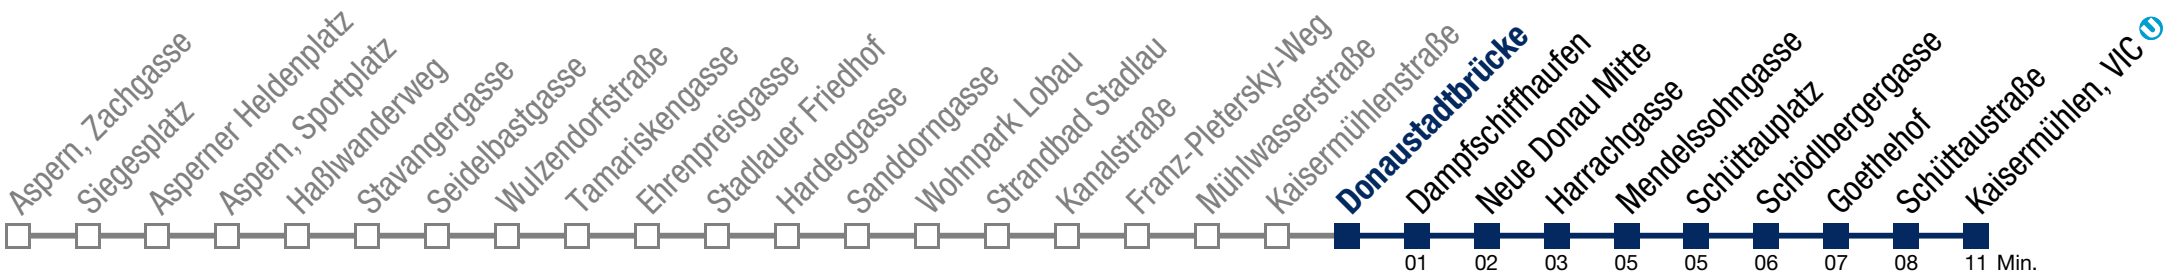 Aspern, Zachgasse
Siegesplatz
Asperner Heldenplatz
Aspern, Sportplatz
Haßlwanderweg
Stavangergasse
Seidelbastgasse
Wulzendorfstraße
Tamariskengasse
Ehrenpreisgasse
Stadlauer Friedhof
Hardeggasse
Sanddorngasse
Wohnpark Lobau
Strandbad Stadlau
Kanalstraße
Franz-Pletersky-Weg
Mühlwasserstraße
Kaisermühlenstraße
Donaustadtbrücke
Dampfschiffhaufen
Neue Donau Mitte
Harrachgasse
Mendelssohngasse
Schüttauplatz
Schödlbergergasse
Goethehof
Schüttaustraße
Kaisermühlen, VIC U
01 02 03 05 05 06 07 08 11 Min.